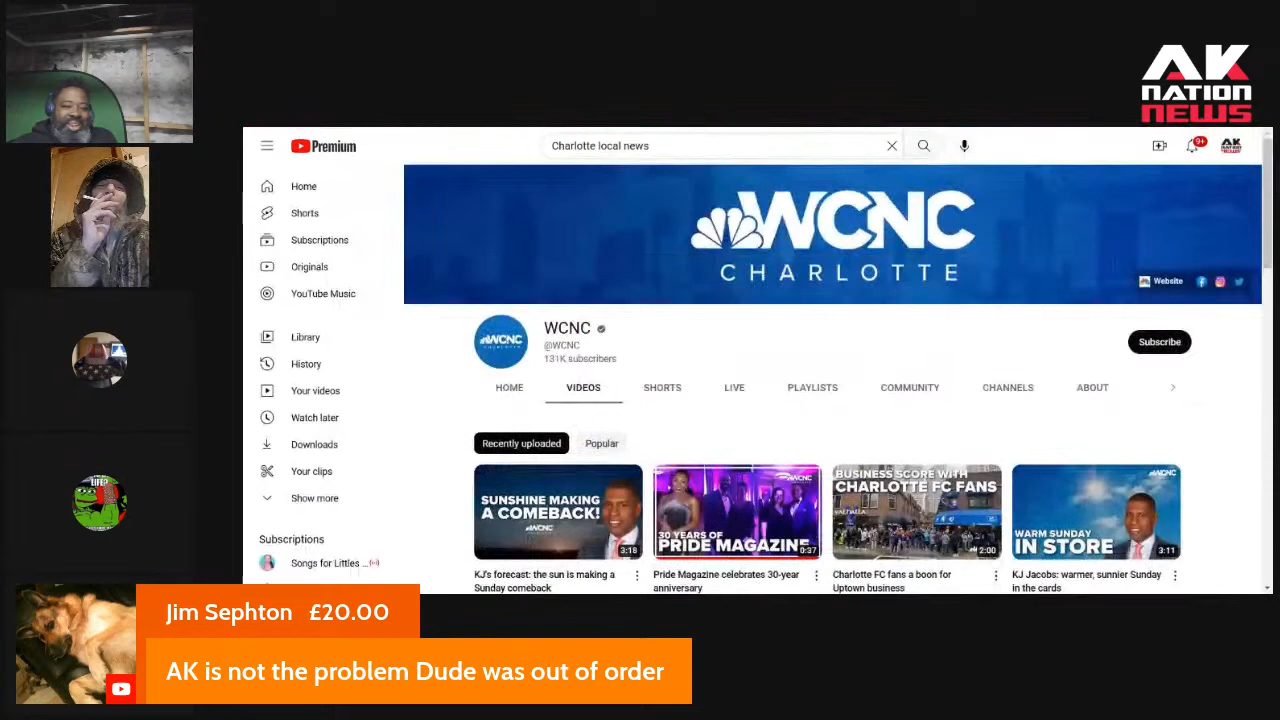 AK
NATION
NEWS
Premium
Charlotte local news
9+
Home
Shorts
Subscriptions
Originals
YouTube Music
Library
History
Your videos
Watch later
Downloads
Your clips
Show more
Subscriptions
Songs for Littles ...
WCNC
CHARLOTTE
Website
WCNC
WCNC
@WCNC
131K subscribers
Subscribe
HOME
VIDEOS
SHORTS
LIVE
PLAYLISTS
COMMUNITY
CHANNELS
ABOUT
Recently uploaded
Popular
SUNSHINE MAKING
A COMEBACK!
WCNC
3:18
KJ's forecast: the sun is making a
Sunday comeback
WCNC
30 YEARS OF
PRIDE MAGAZINE
0:37
Pride Magazine celebrates 30-year
anniversary
BUSINESS SCORE WITH
CHARLOTTE FC FANS
VALHALLA
2:00
Charlotte FC fans a boon for
Uptown business
WCNC
WARM SUNDAY
IN STORE
3:11
KJ Jacobs: warmer, sunnier Sunday
in the cards
Jim Sephton £20.00
AK is not the problem Dude was out of order